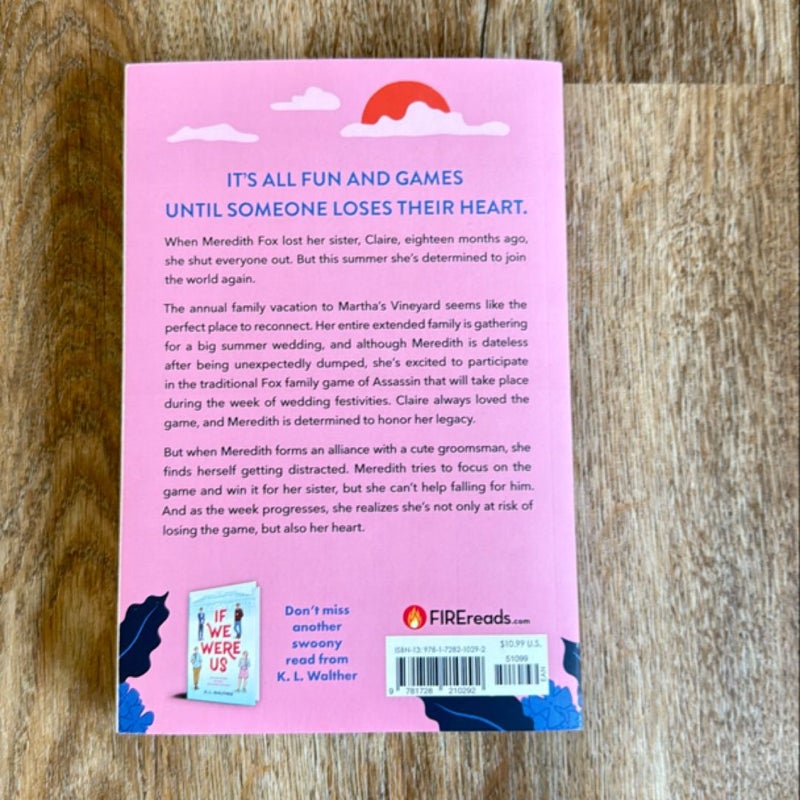 IT'S ALL FUN AND GAMES
UNTIL SOMEONE LOSES THEIR HEART.
When Meredith Fox lost her sister, Claire, eighteen months ago,
she shut everyone out. But this summer she's determined to join
the world again.
The annual family vacation to Martha's Vineyard seems like the
perfect place to reconnect. Her entire extended family is gathering
for a big summer wedding, and although Meredith is dateless
after being unexpectedly dumped, she's excited to participate
in the traditional Fox family game of Assassin that will take place
during the week of wedding festivities. Claire always loved the
game, and Meredith is determined to honor her legacy.
But when Meredith forms an alliance with a cute groomsman, she
finds herself getting distracted. Meredith tries to focus on the
game and win it for her sister, but she can't help falling for him.
And as the week progresses, she realizes she's not only at risk of
losing the game, but also her heart.
IF
WE
WERE
US
K. L. WALTHER
Don't miss
another
swoony
read from
K. L. Walther
FIREreads.com
ISBN-13: 978-1-7282-1029-2
$10.99 U.S.
51099
EAN
9 781728 210292